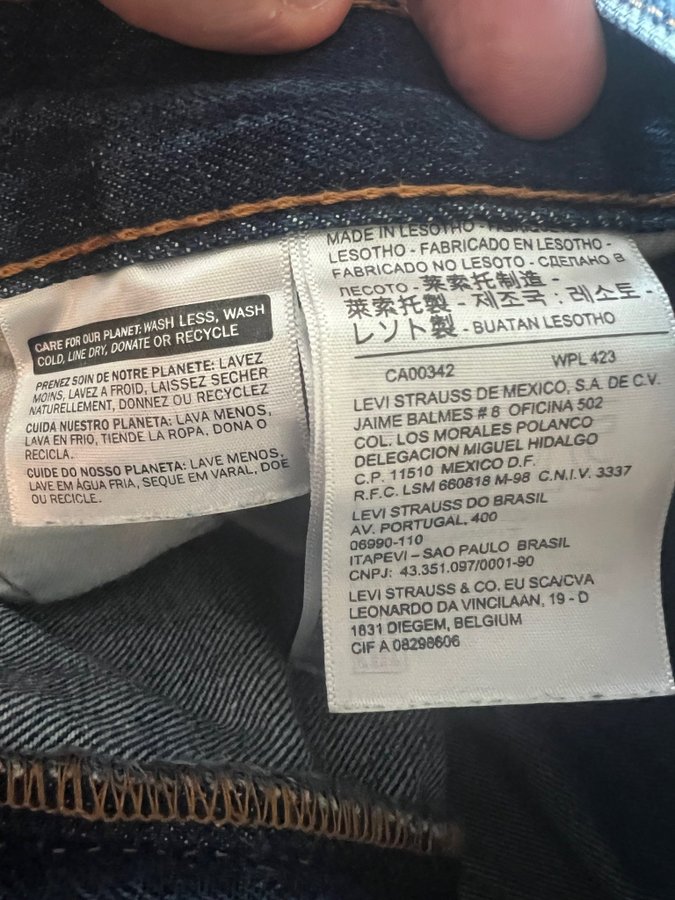 CARE FOR OUR PLANET: WASH LESS, WASH
COLD, LINE DRY, DONATE OR RECYCLE
PRENEZ SOIN DE NOTRE PLANETE: LAVEZ
MOINS, LAVEZ A FROID, LAISSEZ SECHER
NATURELLEMENT, DONNEZ OU RECYCLEZ
CUIDA NUESTRO PLANETA: LAVA MENOS,
LAVA EN FRIO, TIENDE LA ROPA, DONA O
RECICLA.
CUIDE DO NOSSO PLANETA: LAVE MENOS,
LAVE EM ÁGUA FRIA, SEQUE EM VARAL, DOE
OU RECICLE.
MADE IN LESOTHO - FABRIQUE AU
LESOTHO - FABRICADO EN LESOTHO -
FABRICADO NO LESOTO - СДЕЛАНО В
ЛЕСОТО - 莱索托制造 -
萊索托製 - 제조국 : 레소토 -
レソト製 - BUATAN LESOTHO
CA00342 WPL 423
LEVI STRAUSS DE MEXICO, S.A. DE C.V.
JAIME BALMES # 8 OFICINA 502
COL. LOS MORALES POLANCO
DELEGACION MIGUEL HIDALGO
C.P. 11510 MEXICO D.F.
R.F.C. LSM 660818 M-98 C.N.I.V. 3337
LEVI STRAUSS DO BRASIL
AV. PORTUGAL, 400
06990-110
ITAPEVI – SAO PAULO BRASIL
CNPJ: 43.351.097/0001-90
LEVI STRAUSS & CO. EU SCA/CVA
LEONARDO DA VINCILAAN, 19 - D
1831 DIEGEM, BELGIUM
CIF A 08298606